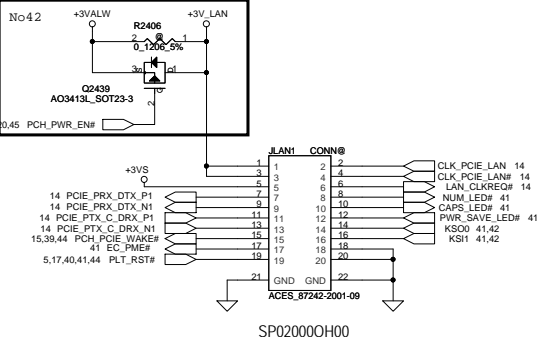 No42
+3VALW
+3V_LAN
R2406
2 @ 1
0_1206_5%
3 S D 1
G
2
Q2439
AO3413L_SOT23-3
20,45 PCH_PWR_EN#
JLAN1 CONN@
+3VS
1 1 2 2 CLK_PCIE_LAN 14
3 3 4 4 CLK_PCIE_LAN# 14
5 5 6 6 LAN_CLKREQ# 14
14 PCIE_PRX_DTX_P1 7 7 8 8 NUM_LED# 41
14 PCIE_PRX_DTX_N1 9 9 10 10 CAPS_LED# 41
14 PCIE_PTX_C_DRX_P1 11 11 12 12 PWR_SAVE_LED# 41
14 PCIE_PTX_C_DRX_N1 13 13 14 14 KSO0 41,42
15,39,44 PCH_PCIE_WAKE# 15 15 16 16 KSI1 41,42
41 EC_PME# 17 17 18 18
5,17,40,41,44 PLT_RST# 19 19 20 20
21 GND GND 22
ACES_87242-2001-09
SP02000OH00